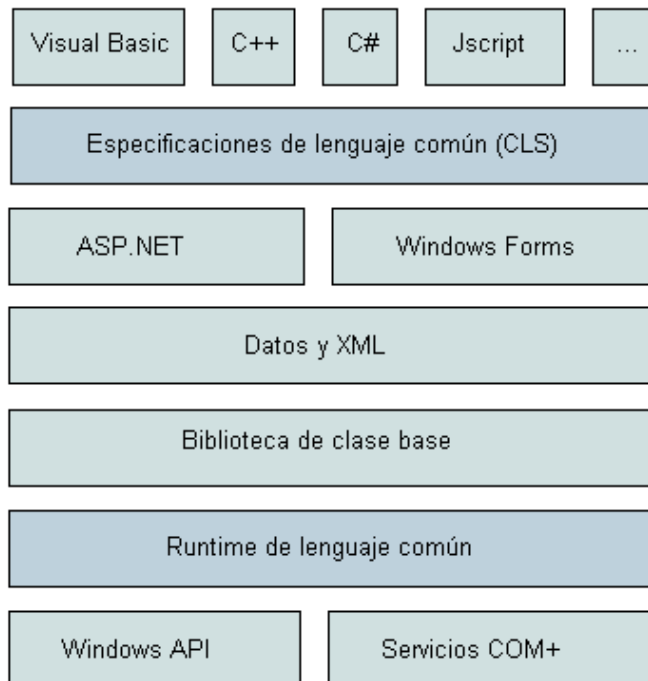 Visual Basic
C++
C#
Jscript
...
Especificaciones de lenguaje común (CLS)
ASP.NET
Windows Forms
Datos y XML
Biblioteca de clase base
Runtime de lenguaje común
Windows API
Servicios COM+